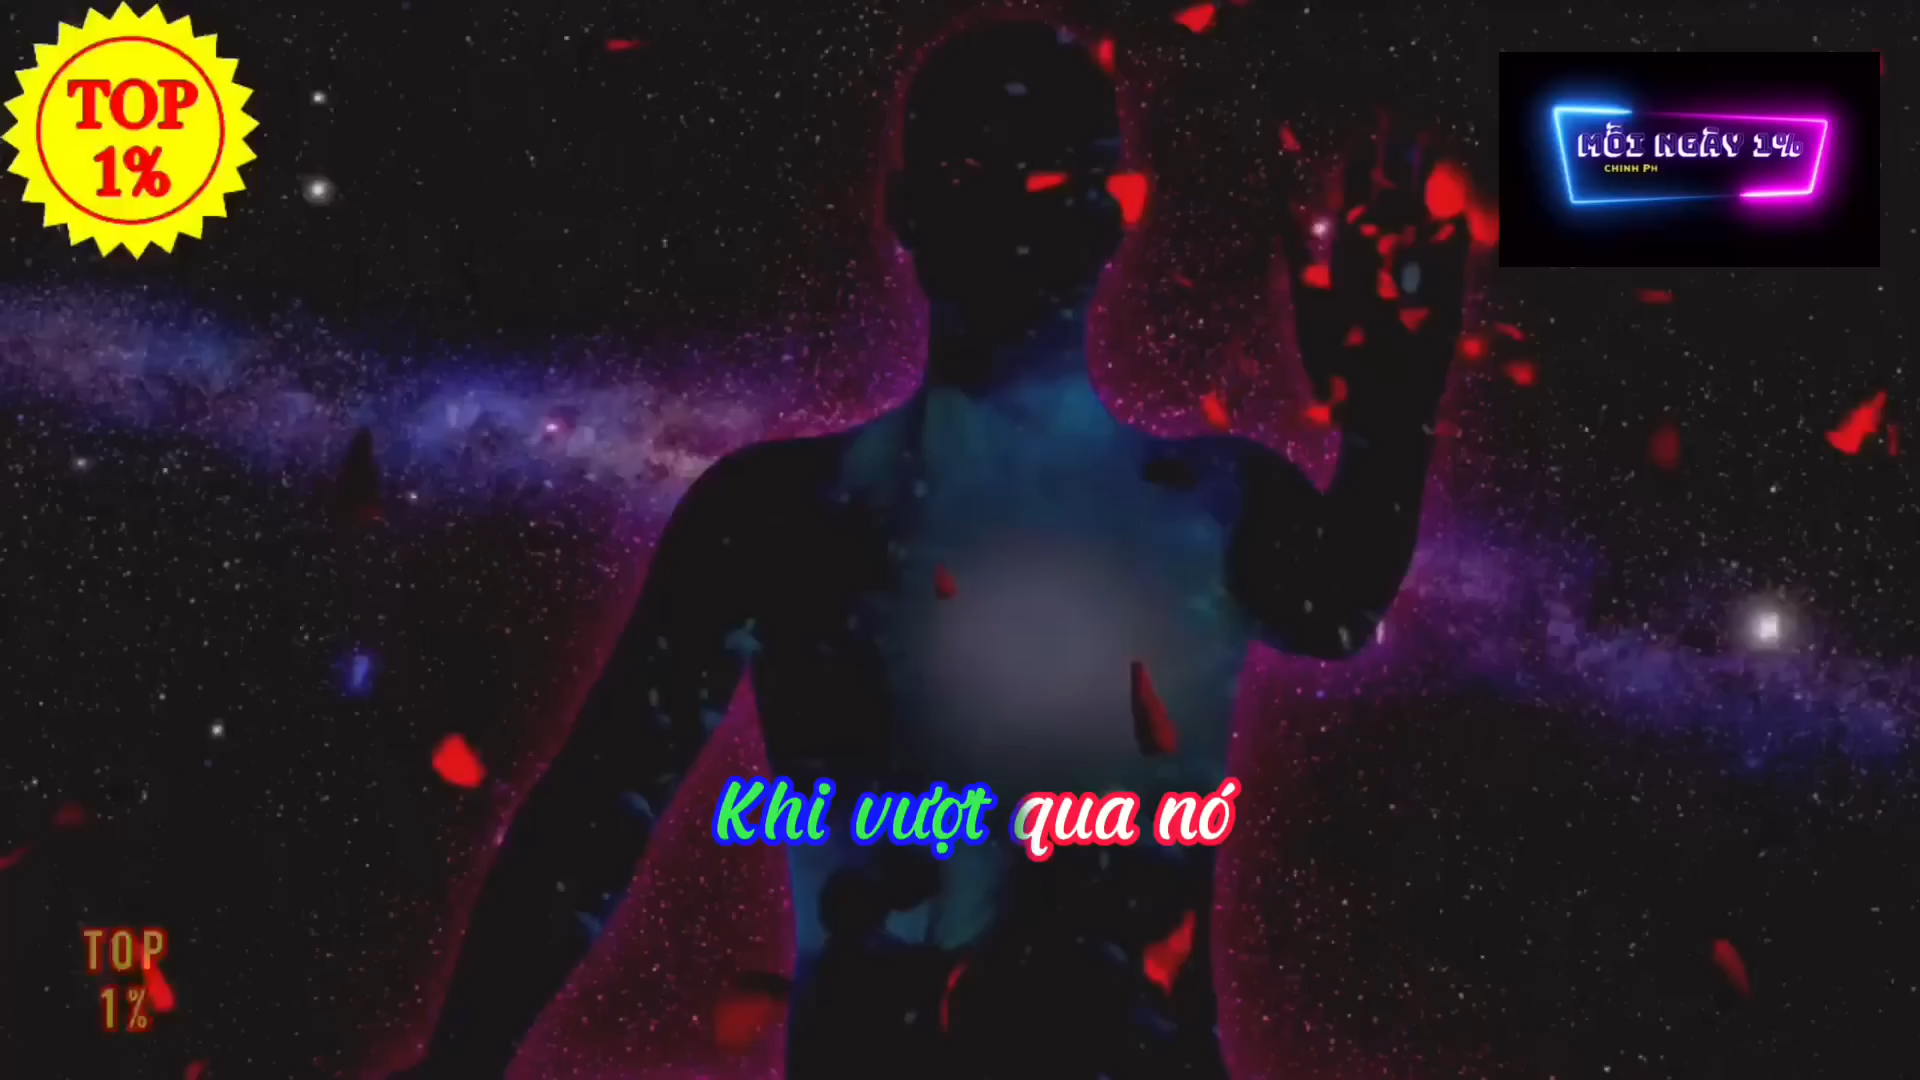 TOP
1%
MỖI NGÀY 1%
CHINH PH
Khi vượt qua nó
TOP
1%